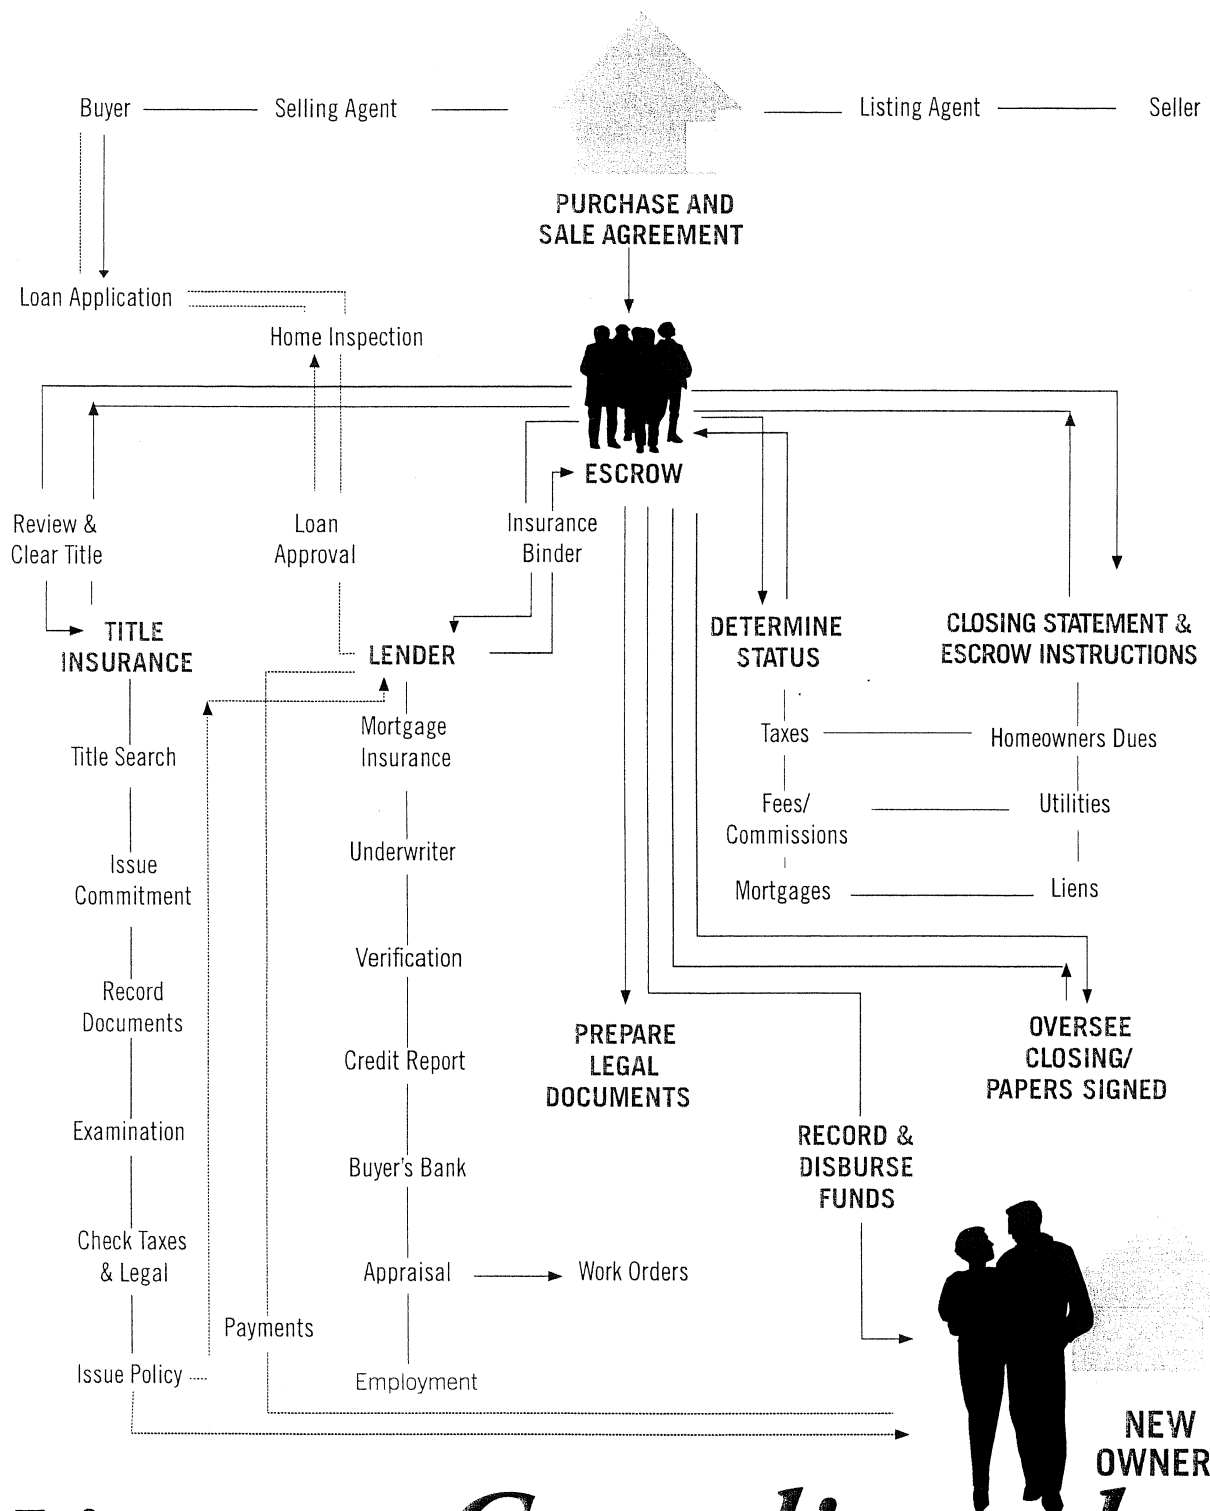 Buyer
Selling Agent
Listing Agent
Seller
PURCHASE AND
SALE AGREEMENT
Loan Application
Home Inspection
ESCROW
Review &
Clear Title
Loan
Approval
Insurance
Binder
TITLE
INSURANCE
LENDER
DETERMINE
STATUS
CLOSING STATEMENT &
ESCROW INSTRUCTIONS
Mortgage
Insurance
Taxes
Homeowners Dues
Title Search
Fees/
Commissions
Utilities
Underwriter
Issue
Commitment
Mortgages
Liens
Verification
Record
Documents
PREPARE
LEGAL
DOCUMENTS
OVERSEE
CLOSING/
PAPERS SIGNED
Credit Report
Examination
RECORD &
DISBURSE
FUNDS
Buyer's Bank
Check Taxes
& Legal
Appraisal
Work Orders
Payments
Issue Policy
Employment
NEW
OWNER